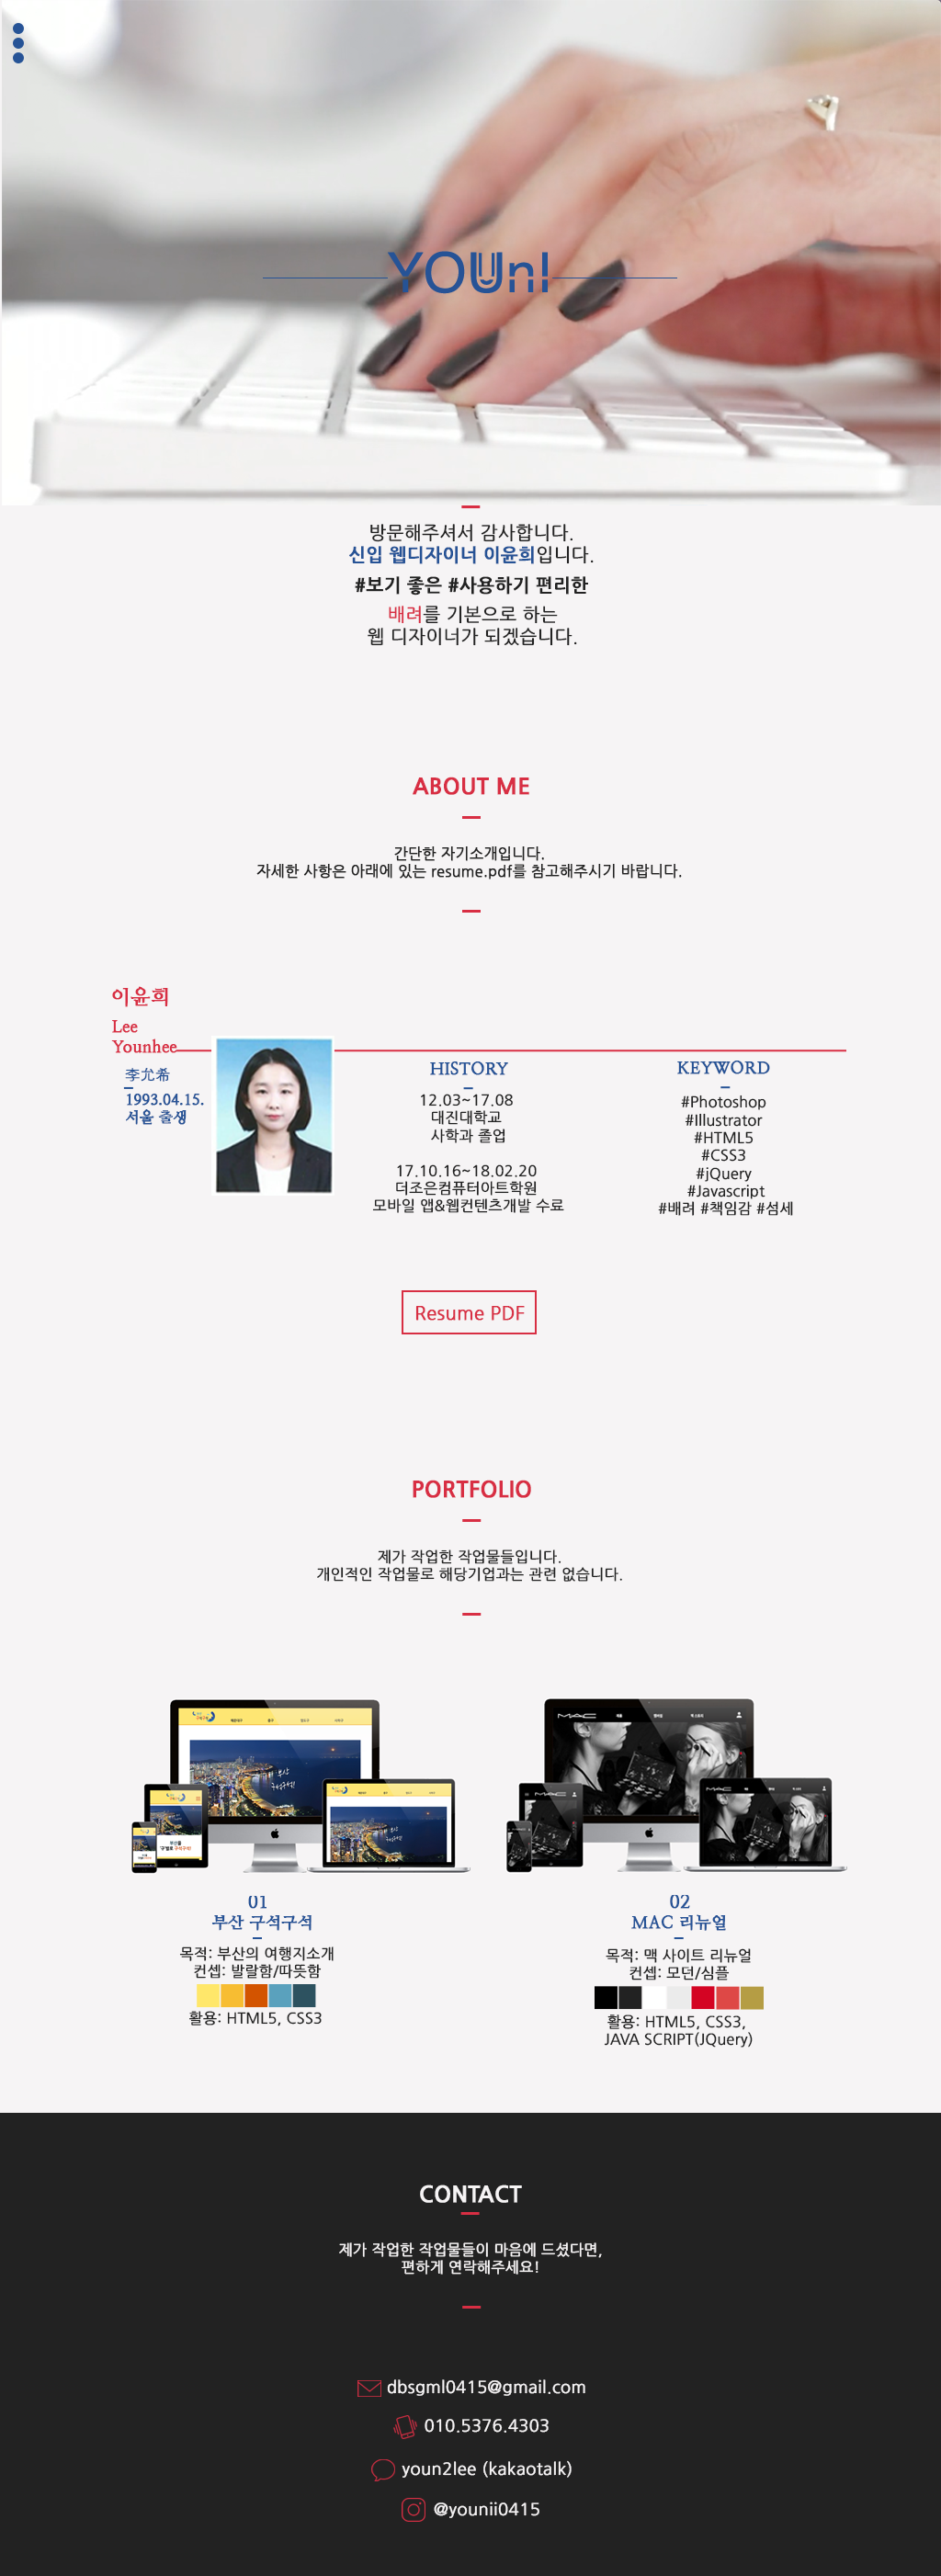 YOUnI
방문해주셔서 감사합니다.
신입 웹디자이너 이윤희입니다.
#보기 좋은 #사용하기 편리한
배려를 기본으로 하는
웹 디자이너가 되겠습니다.
ABOUT ME
간단한 자기소개입니다.
자세한 사항은 아래에 있는 resume.pdf를 참고해주시기 바랍니다.
이윤희
Lee
Younhee
李允希
1993.04.15.
서울 출생
HISTORY
12.03~17.08
대진대학교
사학과 졸업
17.10.16~18.02.20
더조은컴퓨터아트학원
모바일 앱&웹컨텐츠개발 수료
KEYWORD
#Photoshop
#Illustrator
#HTML5
#CSS3
#jQuery
#Javascript
#배려 #책임감 #섬세
Resume PDF
PORTFOLIO
제가 작업한 작업물들입니다.
개인적인 작업물로 해당기업과는 관련 없습니다.
MAC
01
부산 구석구석
목적: 부산의 여행지소개
컨셉: 발랄함/따뜻함
활용: HTML5, CSS3
02
MAC 리뉴얼
목적: 맥 사이트 리뉴얼
컨셉: 모던/심플
활용: HTML5, CSS3,
JAVA SCRIPT(JQuery)
CONTACT
제가 작업한 작업물들이 마음에 드셨다면,
편하게 연락해주세요!
dbsgml0415@gmail.com
010.5376.4303
youn2lee (kakaotalk)
@younii0415